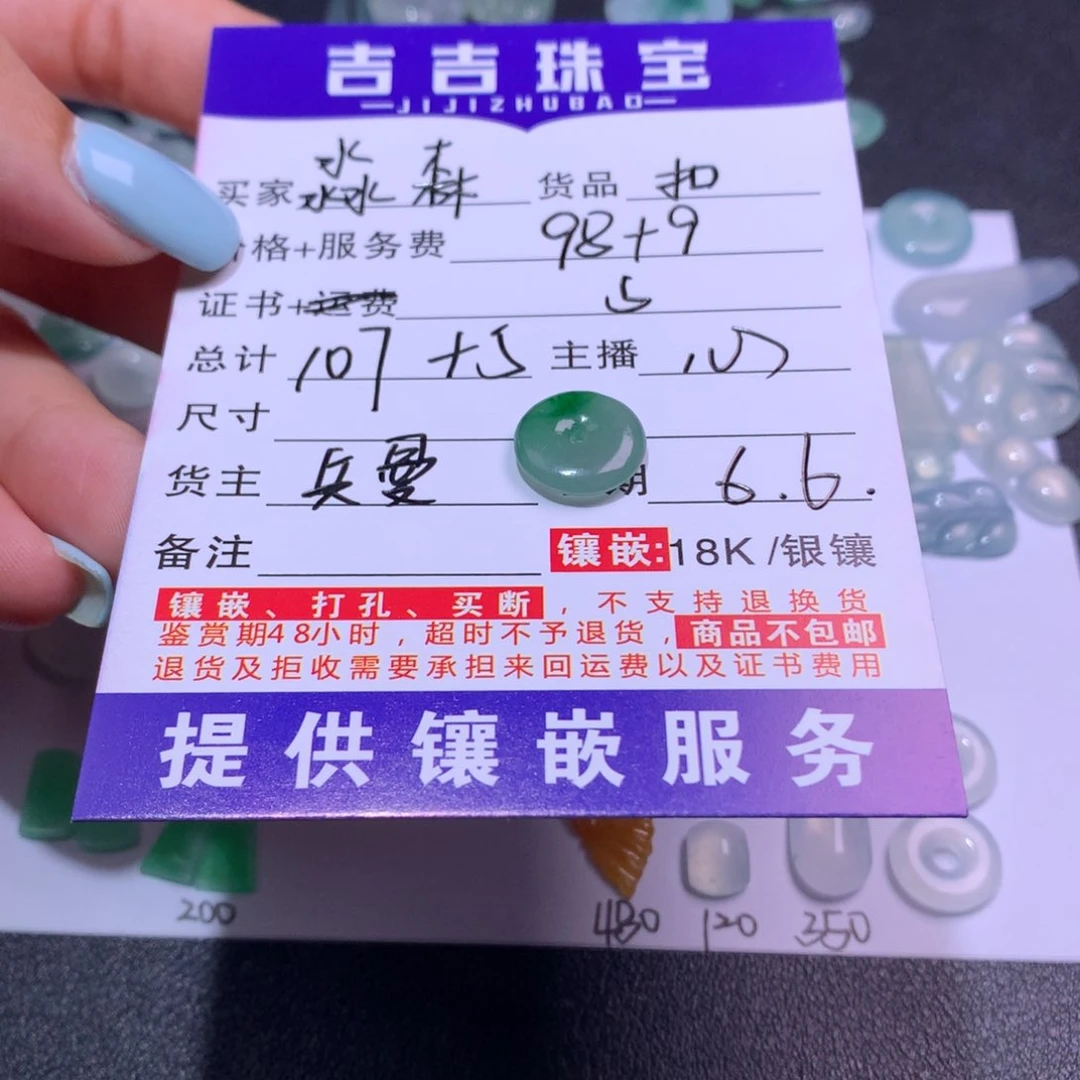 吉吉珠宝
JIJIZHUBAO
买家 淼 森 货品 扣
格+服务费 98+9
证书+运费 5
总计 107 +5 主播
尺寸
货主 兵曼 期 6.6.
备注 镶嵌:18K/银镶
镶嵌、打孔、买断,不支持退换货
鉴赏期48小时,超时不予退货,商品不包邮
退货及拒收需要承担来回运费以及证书费用
提供镶嵌服务
200 480 120 350